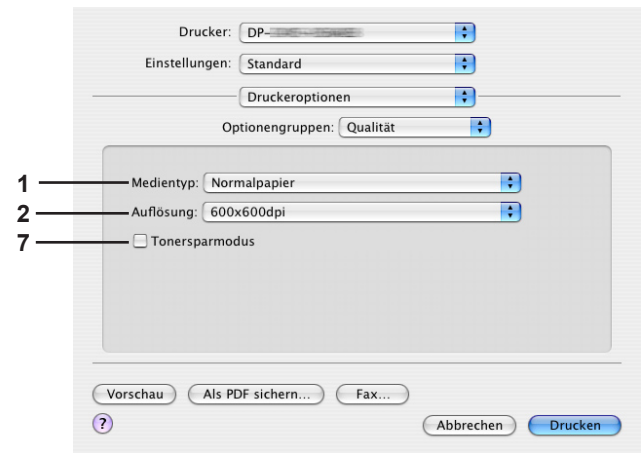 Drucker: DP-
Einstellungen: Standard
Druckeroptionen
Optionengruppen: Qualität
1 Medientyp: Normalpapier
2 Auflösung: 600x600dpi
7 Tonersparmodus
Vorschau Als PDF sichern... Fax...
? Abbrechen Drucken